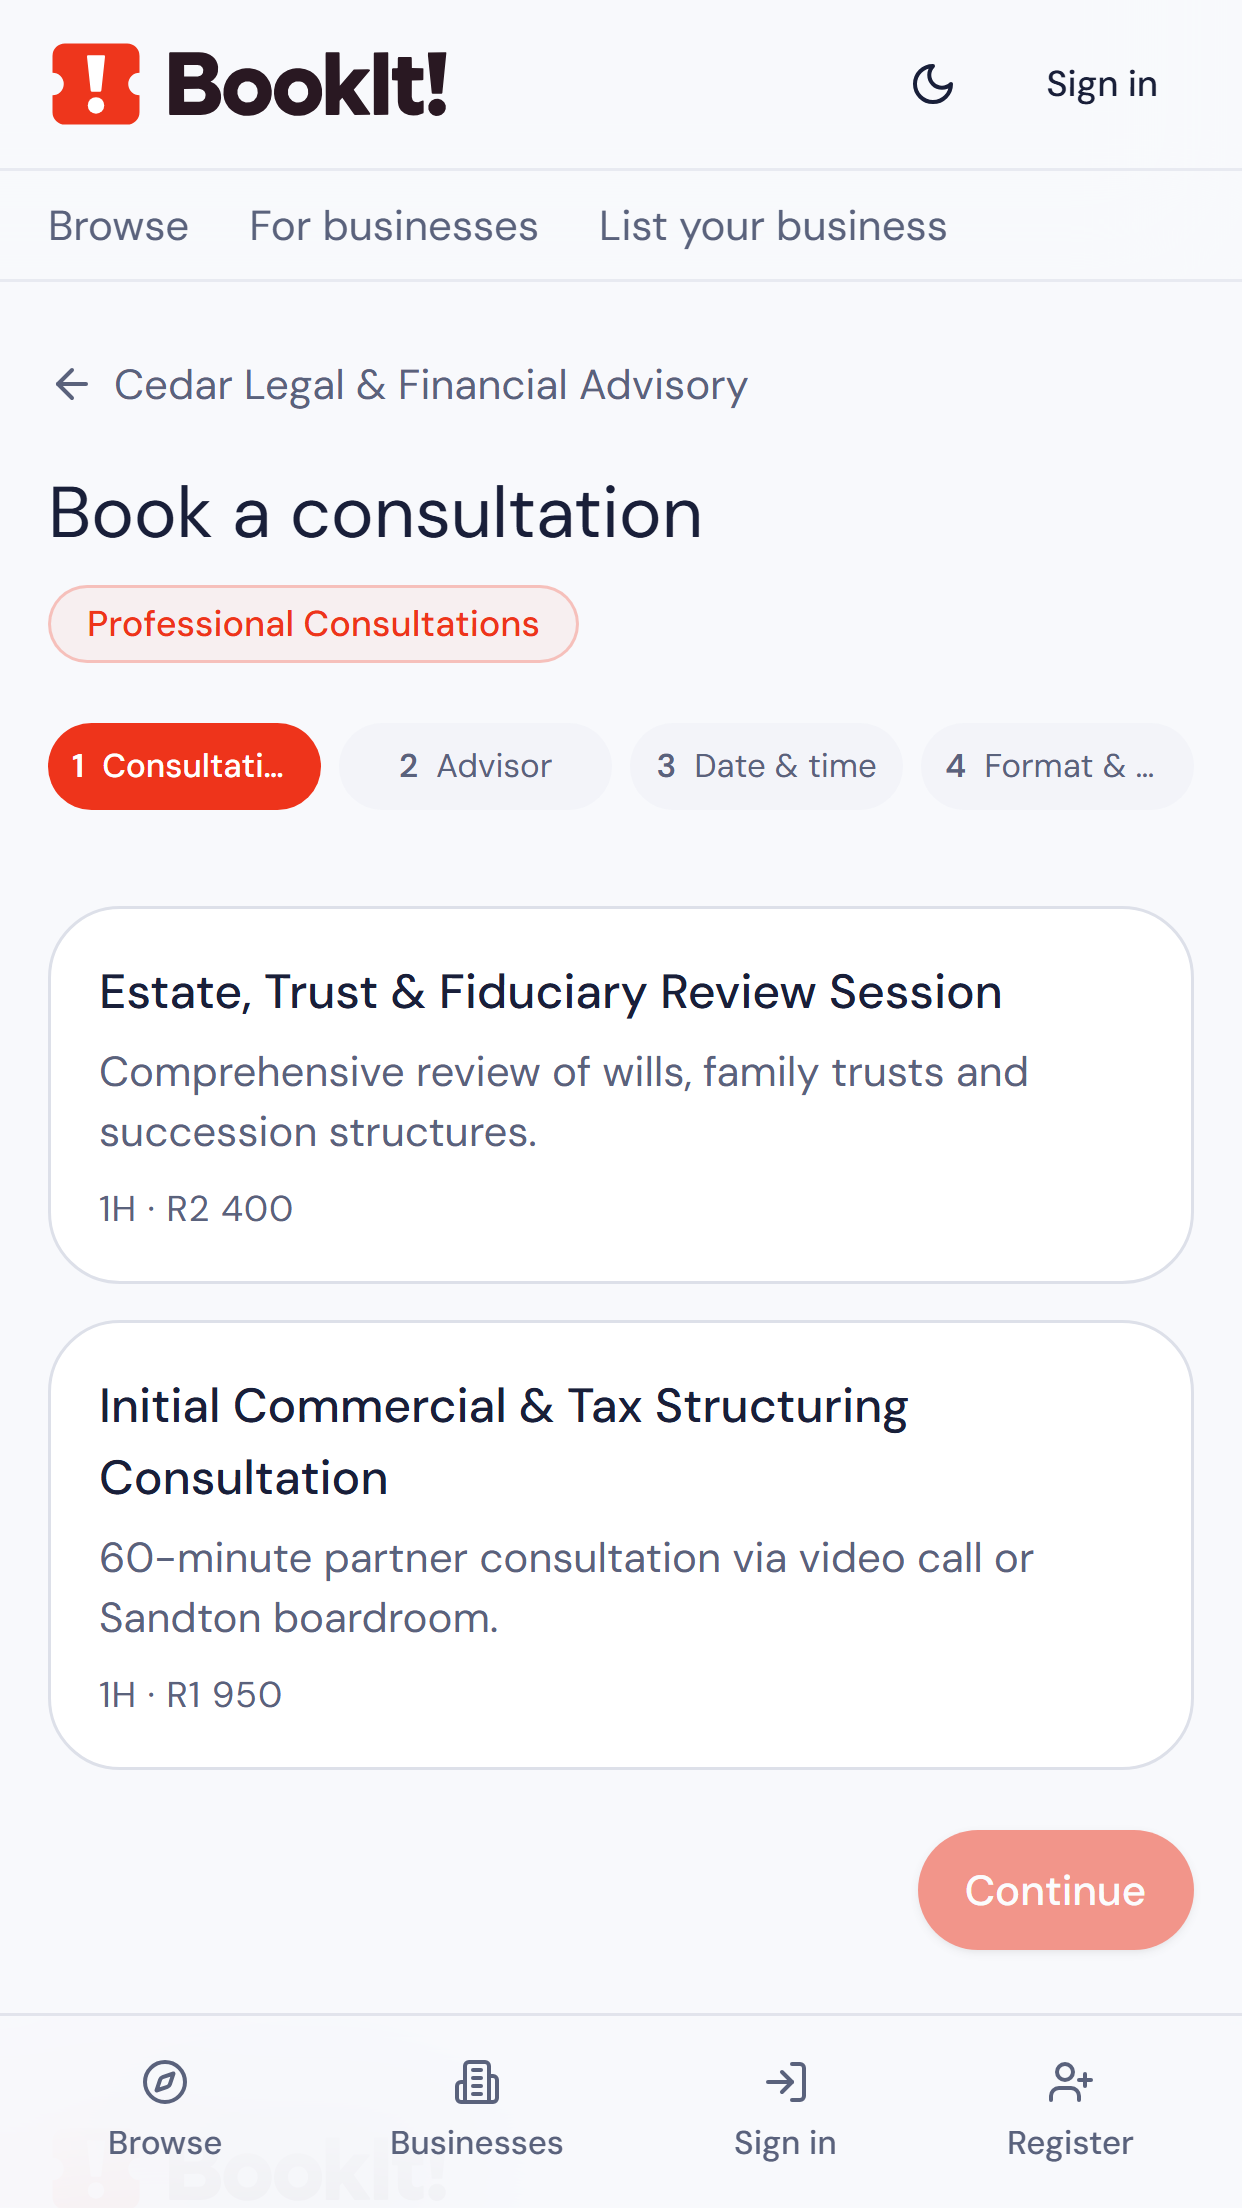 BookIt!
Sign in
Browse For businesses List your business
Cedar Legal & Financial Advisory
Book a consultation
Professional Consultations
1 Consultati... 2 Advisor 3 Date & time 4 Format & ...
Estate, Trust & Fiduciary Review Session
Comprehensive review of wills, family trusts and
succession structures.
1H · R2 400
Initial Commercial & Tax Structuring
Consultation
60-minute partner consultation via video call or
Sandton boardroom.
1H · R1 950
Continue
Browse Businesses Sign in Register
BookIt!